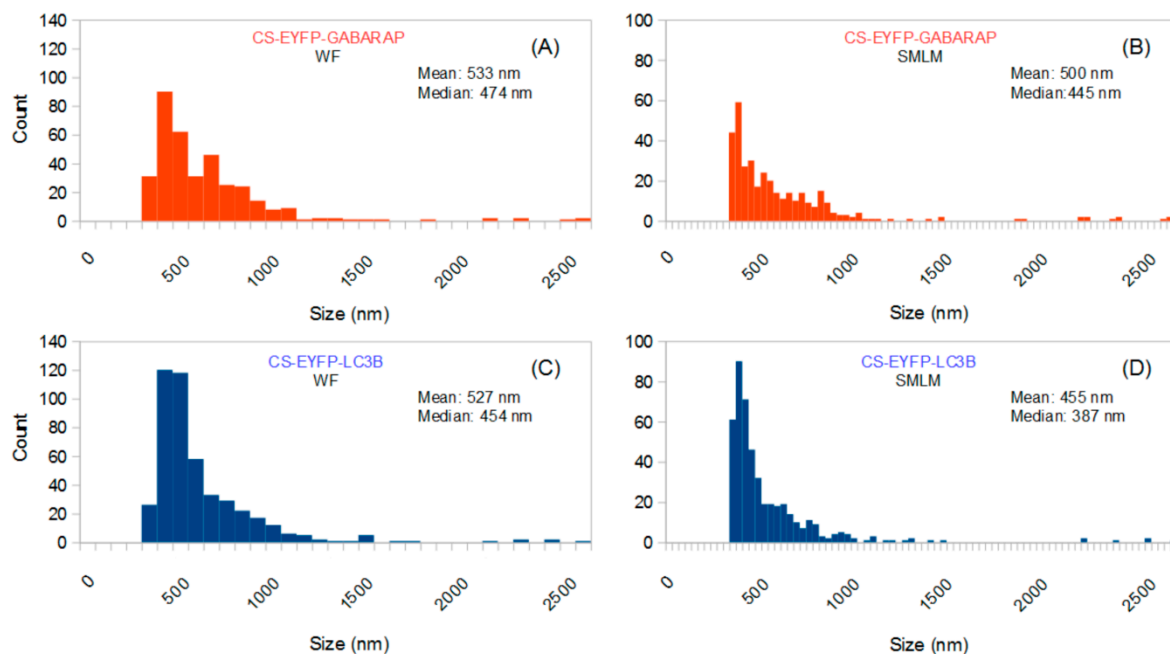 CS-EYFP-GABARAP
WF
(A)
Mean: 533 nm
Median: 474 nm
Count
140
120
100
80
60
40
20
0
0
500
1000
1500
2000
2500
Size (nm)
CS-EYFP-GABARAP
SMLM
(B)
Mean: 500 nm
Median:445 nm
100
80
60
40
20
0
0
500
1000
1500
2000
2500
Size (nm)
CS-EYFP-LC3B
WF
(C)
Mean: 527 nm
Median: 454 nm
Count
140
120
100
80
60
40
20
0
0
500
1000
1500
2000
2500
Size (nm)
CS-EYFP-LC3B
SMLM
(D)
Mean: 455 nm
Median: 387 nm
100
80
60
40
20
0
0
500
1000
1500
2000
2500
Size (nm)